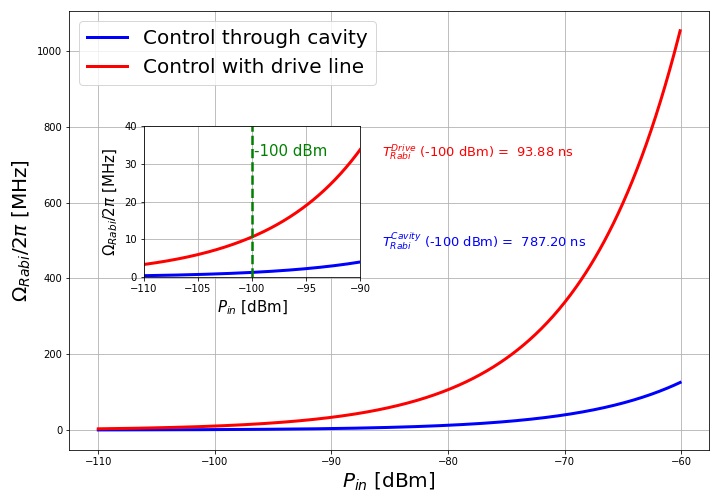 Control through cavity
Control with drive line
Ω_Rabi/2π [MHz]
1000
800
600
400
200
0
−110
−100
−90
−80
−70
−60
P_in [dBm]
-100 dBm
Ω_Rabi/2π [MHz]
40
30
20
10
0
−110
−105
−100
−95
−90
P_in [dBm]
T_Rabi^Drive (-100 dBm) = 93.88 ns
T_Rabi^Cavity (-100 dBm) = 787.20 ns